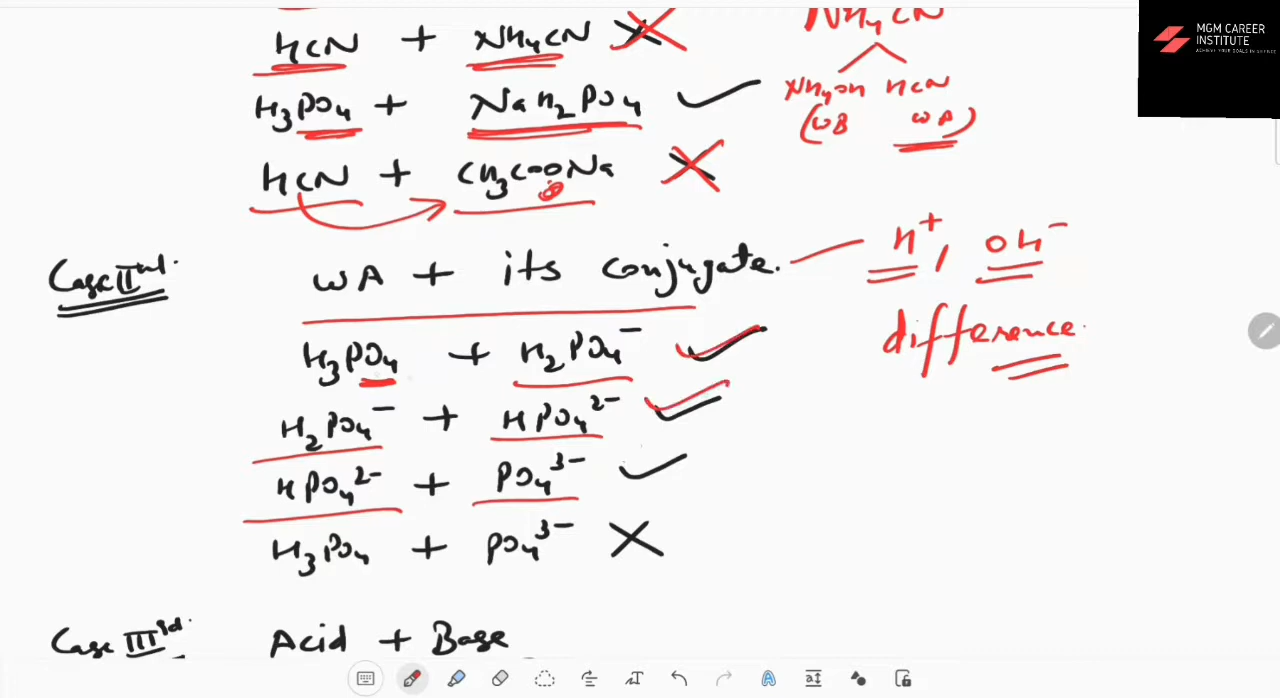 HCN + NH4CN ✗
NH4CN
NH4OH HCN
(WB WA)
H3PO4 + NaH2PO4 ✓
HCN + CH3COONa ✗
Case IInd. WA + its conjugate. — H+, OH−
difference.
H3PO4 + H2PO4− ✓
H2PO4− + HPO42− ✓
HPO42− + PO43− ✓
H3PO4 + PO43− ✗
Case IIIrd. Acid + Base
MGM CAREER
INSTITUTE